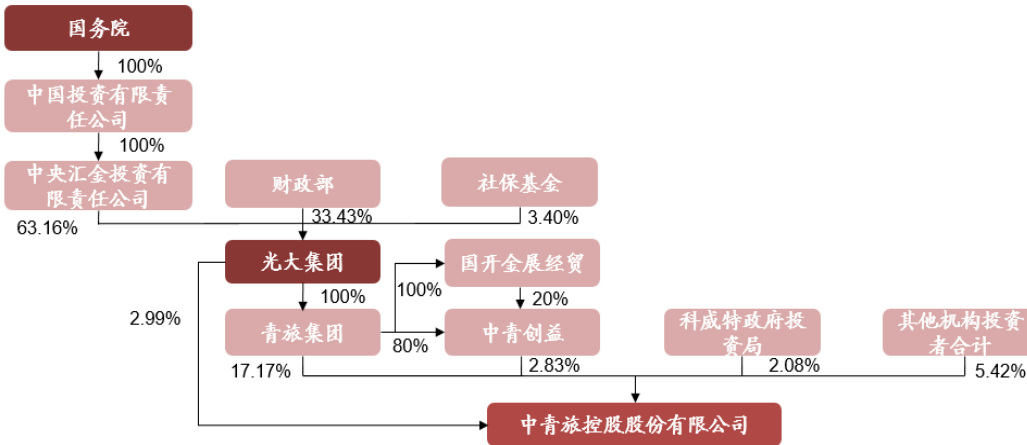 国务院
100%
中国投资有限责
任公司
100%
中央汇金投资有
限责任公司
财政部
社保基金
63.16%
33.43%
3.40%
光大集团
国开金展经贸
100%
100%
20%
2.99%
青旅集团
80%
中青创益
科威特政府投
资局
其他机构投资
者合计
17.17%
2.83%
2.08%
5.42%
中青旅控股股份有限公司